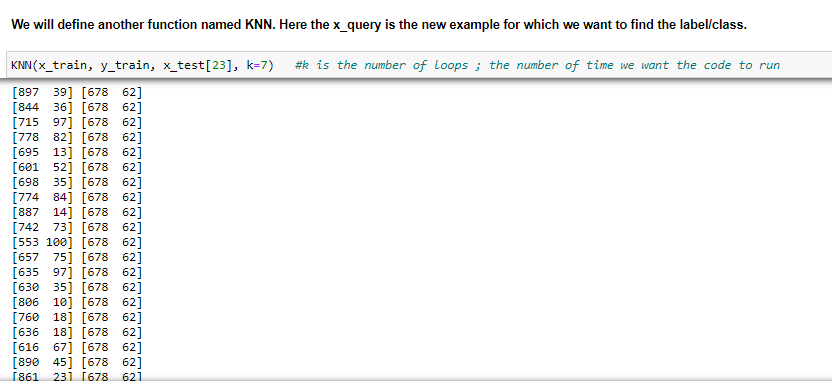 We will define another function named KNN. Here the x_query is the new example for which we want to find the label/class.
KNN(x_train, y_train, x_test[23], k=7) #k is the number of loops ; the number of time we want the code to run
[897 39] [678 62]
[844 36] [678 62]
[715 97] [678 62]
[778 82] [678 62]
[695 13] [678 62]
[601 52] [678 62]
[698 35] [678 62]
[774 84] [678 62]
[887 14] [678 62]
[742 73] [678 62]
[553 100] [678 62]
[657 75] [678 62]
[635 97] [678 62]
[630 35] [678 62]
[806 10] [678 62]
[760 18] [678 62]
[636 18] [678 62]
[616 67] [678 62]
[890 45] [678 62]
[861 23] [678 62]